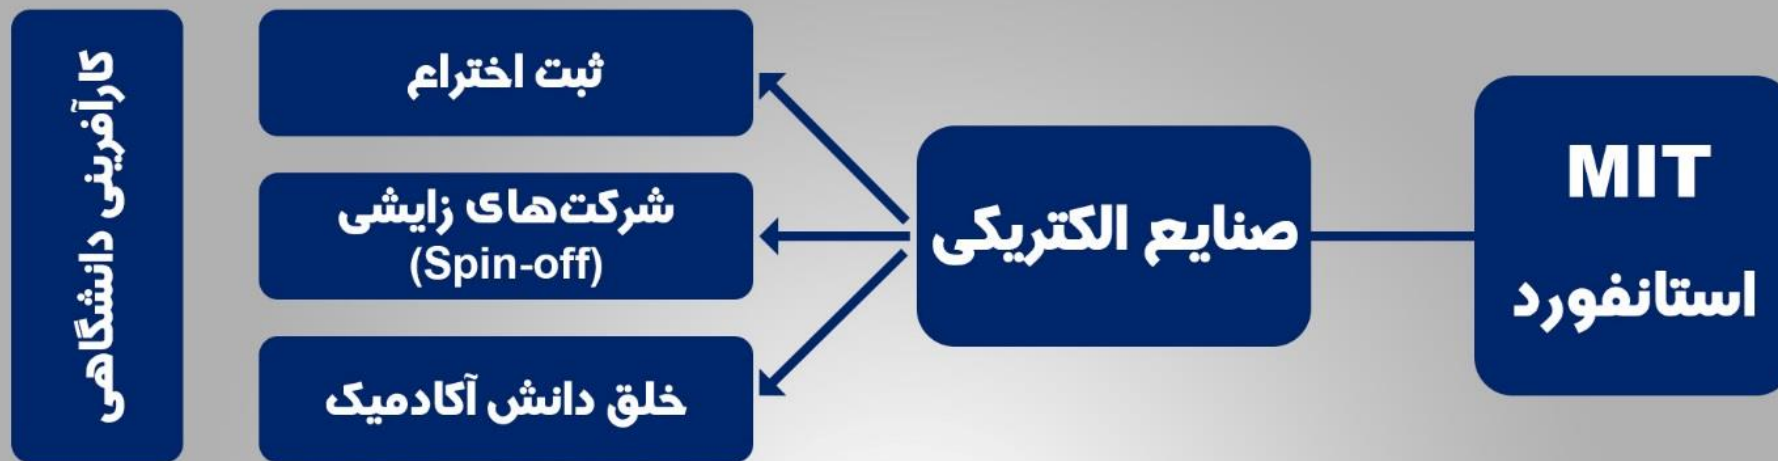 MIT
استانفورد
صنایع الکتریکی
ثبت اختراع
شرکت‌های زایشی
(Spin-off)
خلق دانش آکادمیک
کارآفرینی دانشگاهی